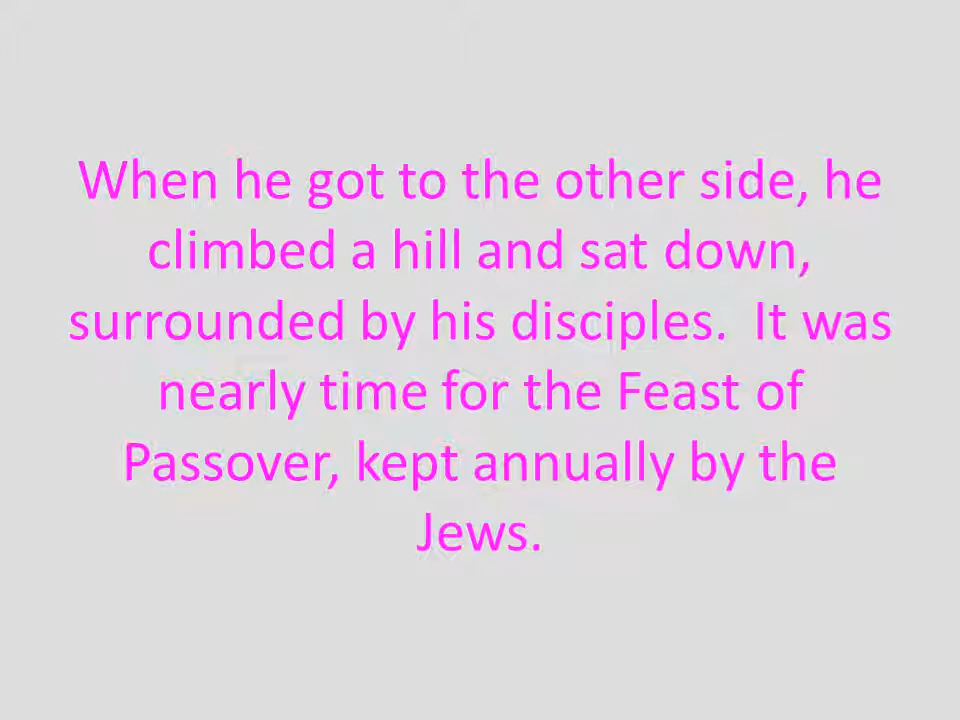 When he got to the other side, he
climbed a hill and sat down,
surrounded by his disciples.  It was
nearly time for the Feast of
Passover, kept annually by the
Jews.